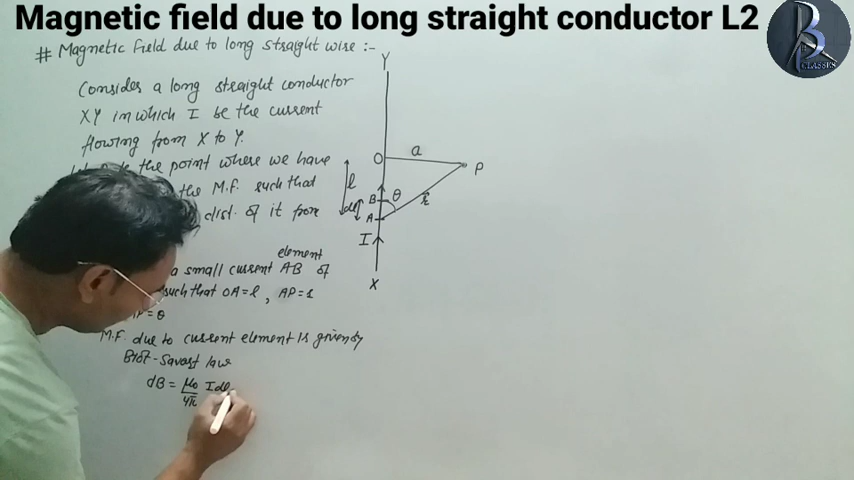 Magnetic field due to long straight conductor L2
CLASSES
# Magnetic field due to long straight wire :-
Consider a long straight conductor
XY in which I be the current
flowing from X to Y.
the point where we have
the M.F. such that
dist. of it from
element
a small current AB of
such that OA = l , AP = r
= θ
M.F. due to current element is given by
Biot-Savart law
dB = μ0 I dl
4π
Y
O
a
P
l
B
θ
dl
A
r
I
X